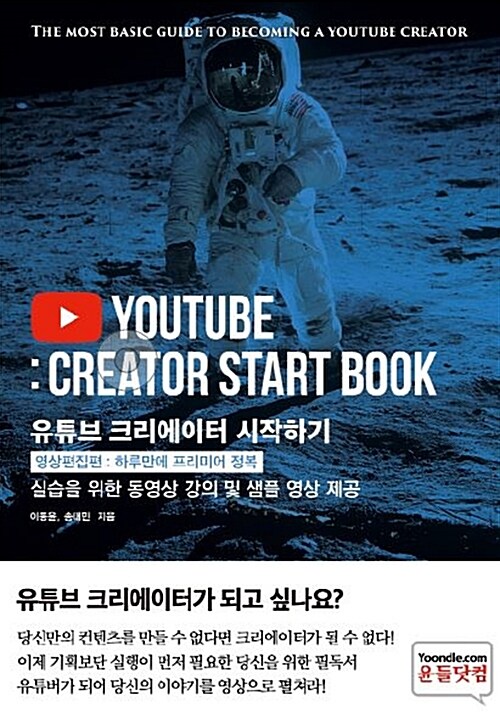 THE MOST BASIC GUIDE TO BECOMING A YOUTUBE CREATOR
YOUTUBE
: CREATOR START BOOK
유튜브 크리에이터 시작하기
영상편집편 : 하루만에 프리미어 정복
실습을 위한 동영상 강의 및 샘플 영상 제공
이동윤, 송대민 지음
유튜브 크리에이터가 되고 싶나요?
당신만의 컨텐츠를 만들 수 없다면 크리에이터가 될 수 없다!
이제 기획보단 실행이 먼저 필요한 당신을 위한 필독서
유튜버가 되어 당신의 이야기를 영상으로 펼쳐라!
Yoondle.com
윤들닷컴